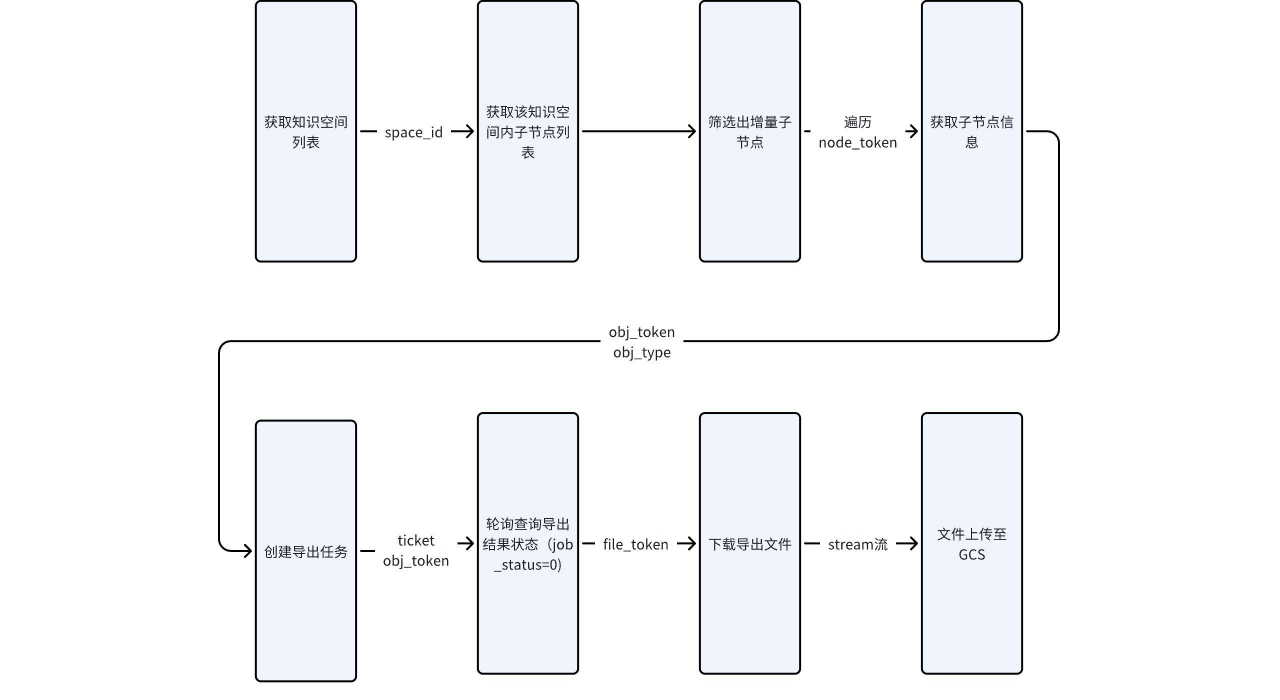 获取知识空间
列表
space_id
获取该知识空
间内子节点列
表
筛选出增量子
节点
遍历
node_token
获取子节点信
息
obj_token
obj_type
创建导出任务
ticket
obj_token
轮询查询导出
结果状态（job
_status=0)
file_token
下载导出文件
stream流
文件上传至
GCS